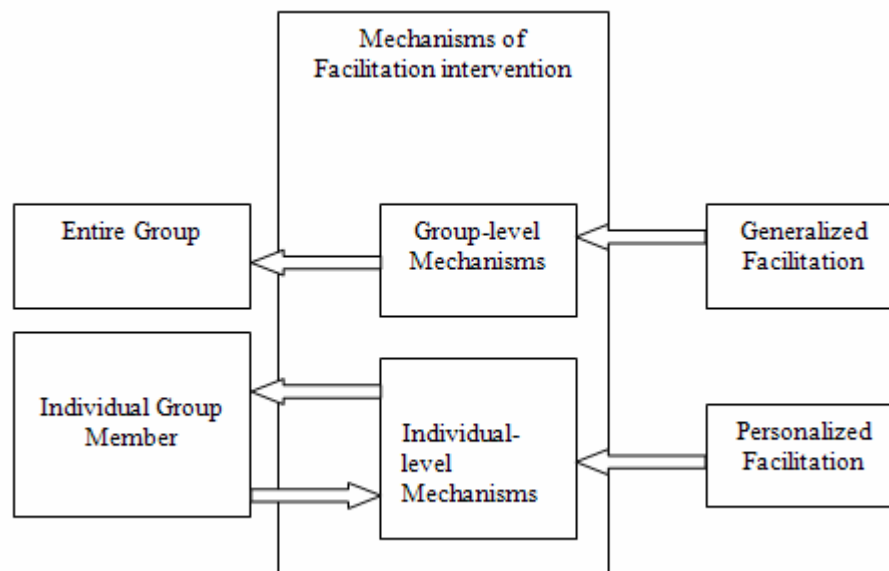 Mechanisms of
Facilitation intervention
Entire Group
Group-level
Mechanisms
Generalized
Facilitation
Individual Group
Member
Individual-
level
Mechanisms
Personalized
Facilitation